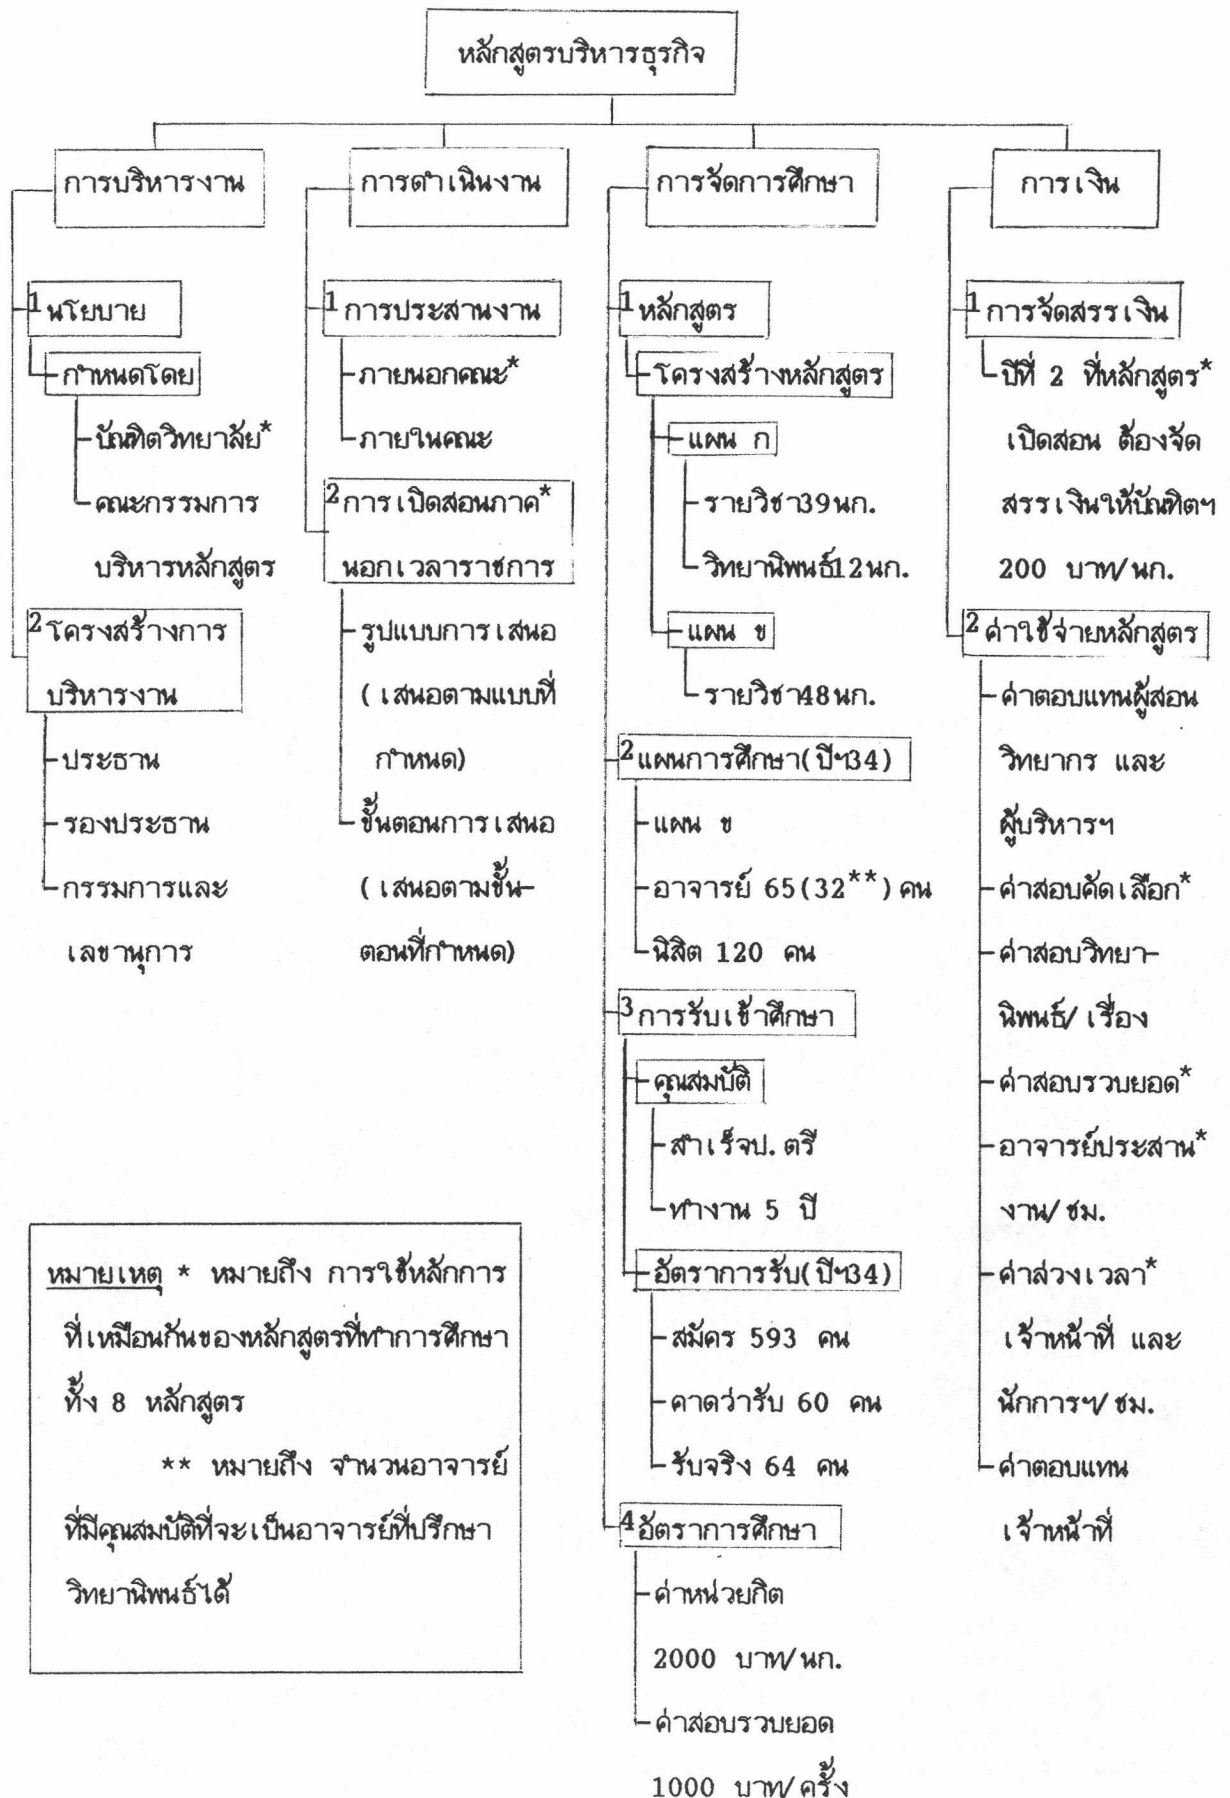 หลักสูตรบริหารธุรกิจ
การบริหารงาน
1 นโยบาย
กำหนดโดย
บัณฑิตวิทยาลัย*
คณะกรรมการ
บริหารหลักสูตร
2 โครงสร้างการ
บริหารงาน
ประธาน
รองประธาน
กรรมการและ
เลขานุการ
การดำเนินงาน
1 การประสานงาน
ภายนอกคณะ*
ภายในคณะ
2 การเปิดสอนภาค*
นอกเวลาราชการ
รูปแบบการเสนอ
(เสนอตามแบบที่
กำหนด)
ขั้นตอนการเสนอ
(เสนอตามขั้น-
ตอนที่กำหนด)
การจัดการศึกษา
1 หลักสูตร
โครงสร้างหลักสูตร
แผน ก
รายวิชา39นก.
วิทยานิพนธ์12นก.
แผน ข
รายวิชา48นก.
2 แผนการศึกษา(ปีฯ34)
แผน ข
อาจารย์ 65(32**)คน
นิสิต 120 คน
3 การรับเข้าศึกษา
คุณสมบัติ
สำเร็จป.ตรี
ทำงาน 5 ปี
อัตราการรับ(ปีฯ34)
สมัคร 593 คน
คาดว่ารับ 60 คน
รับจริง 64 คน
4 อัตราการศึกษา
ค่าหน่วยกิต
2000 บาท/นก.
ค่าสอบรวบยอด
1000 บาท/ครั้ง
การเงิน
1 การจัดสรรเงิน
ปีที่ 2 ที่หลักสูตร*
เปิดสอน ต้องจัด
สรรเงินให้บัณฑิตฯ
200 บาท/นก.
2 ค่าใช้จ่ายหลักสูตร
ค่าตอบแทนผู้สอน
วิทยากร และ
ผู้บริหารฯ
ค่าสอบคัดเลือก*
ค่าสอบวิทยา-
นิพนธ์/เรื่อง
ค่าสอบรวบยอด*
อาจารย์ประสาน*
งาน/ชม.
ค่าล่วงเวลา*
เจ้าหน้าที่ และ
นักการฯ/ชม.
ค่าตอบแทน
เจ้าหน้าที่
หมายเหตุ * หมายถึง การใช้หลักการ
ที่เหมือนกันของหลักสูตรที่ทำการศึกษา
ทั้ง 8 หลักสูตร
** หมายถึง จำนวนอาจารย์
ที่มีคุณสมบัติที่จะเป็นอาจารย์ที่ปรึกษา
วิทยานิพนธ์ได้